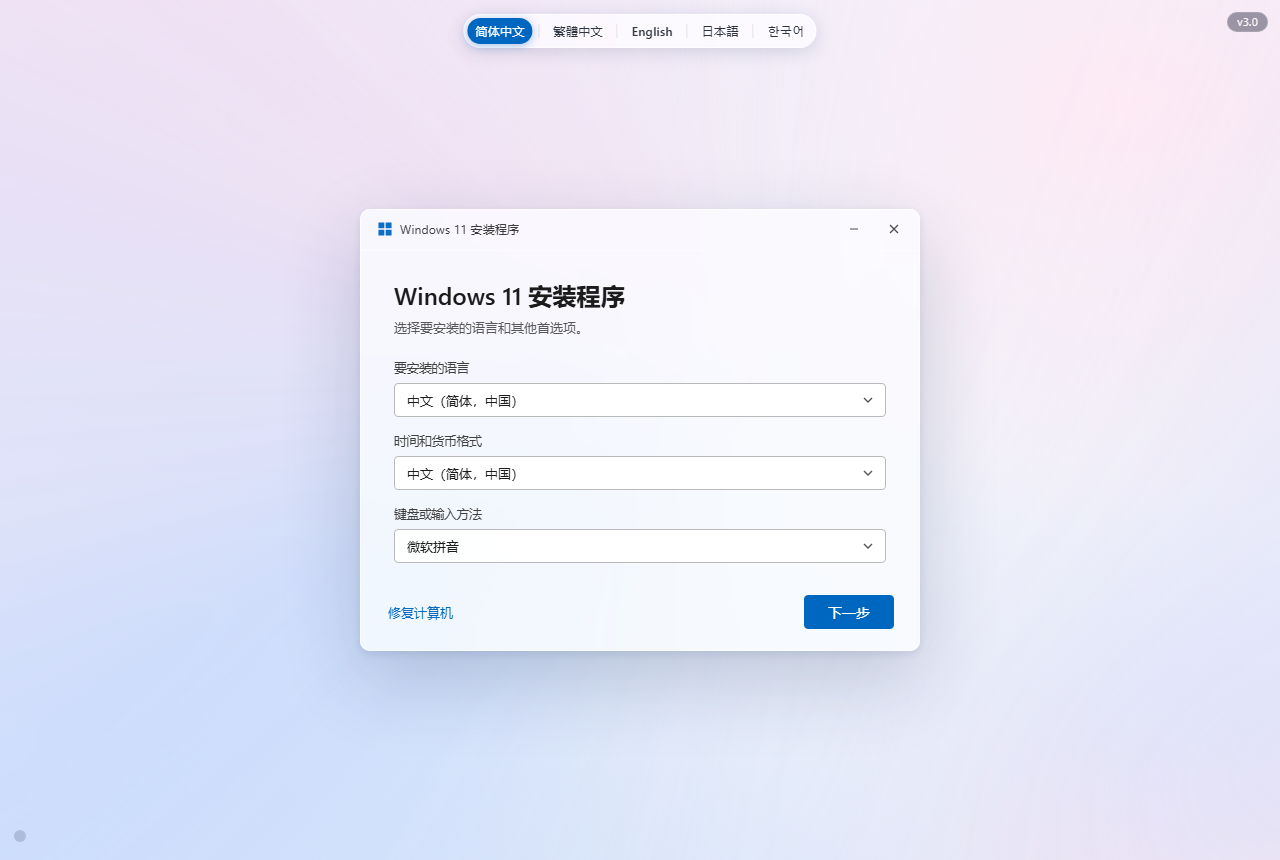 简体中文 繁體中文 English 日本語 한국어
v3.0
Windows 11 安装程序
Windows 11 安装程序
选择要安装的语言和其他首选项。
要安装的语言
中文（简体，中国）
时间和货币格式
中文（简体，中国）
键盘或输入方法
微软拼音
修复计算机
下一步